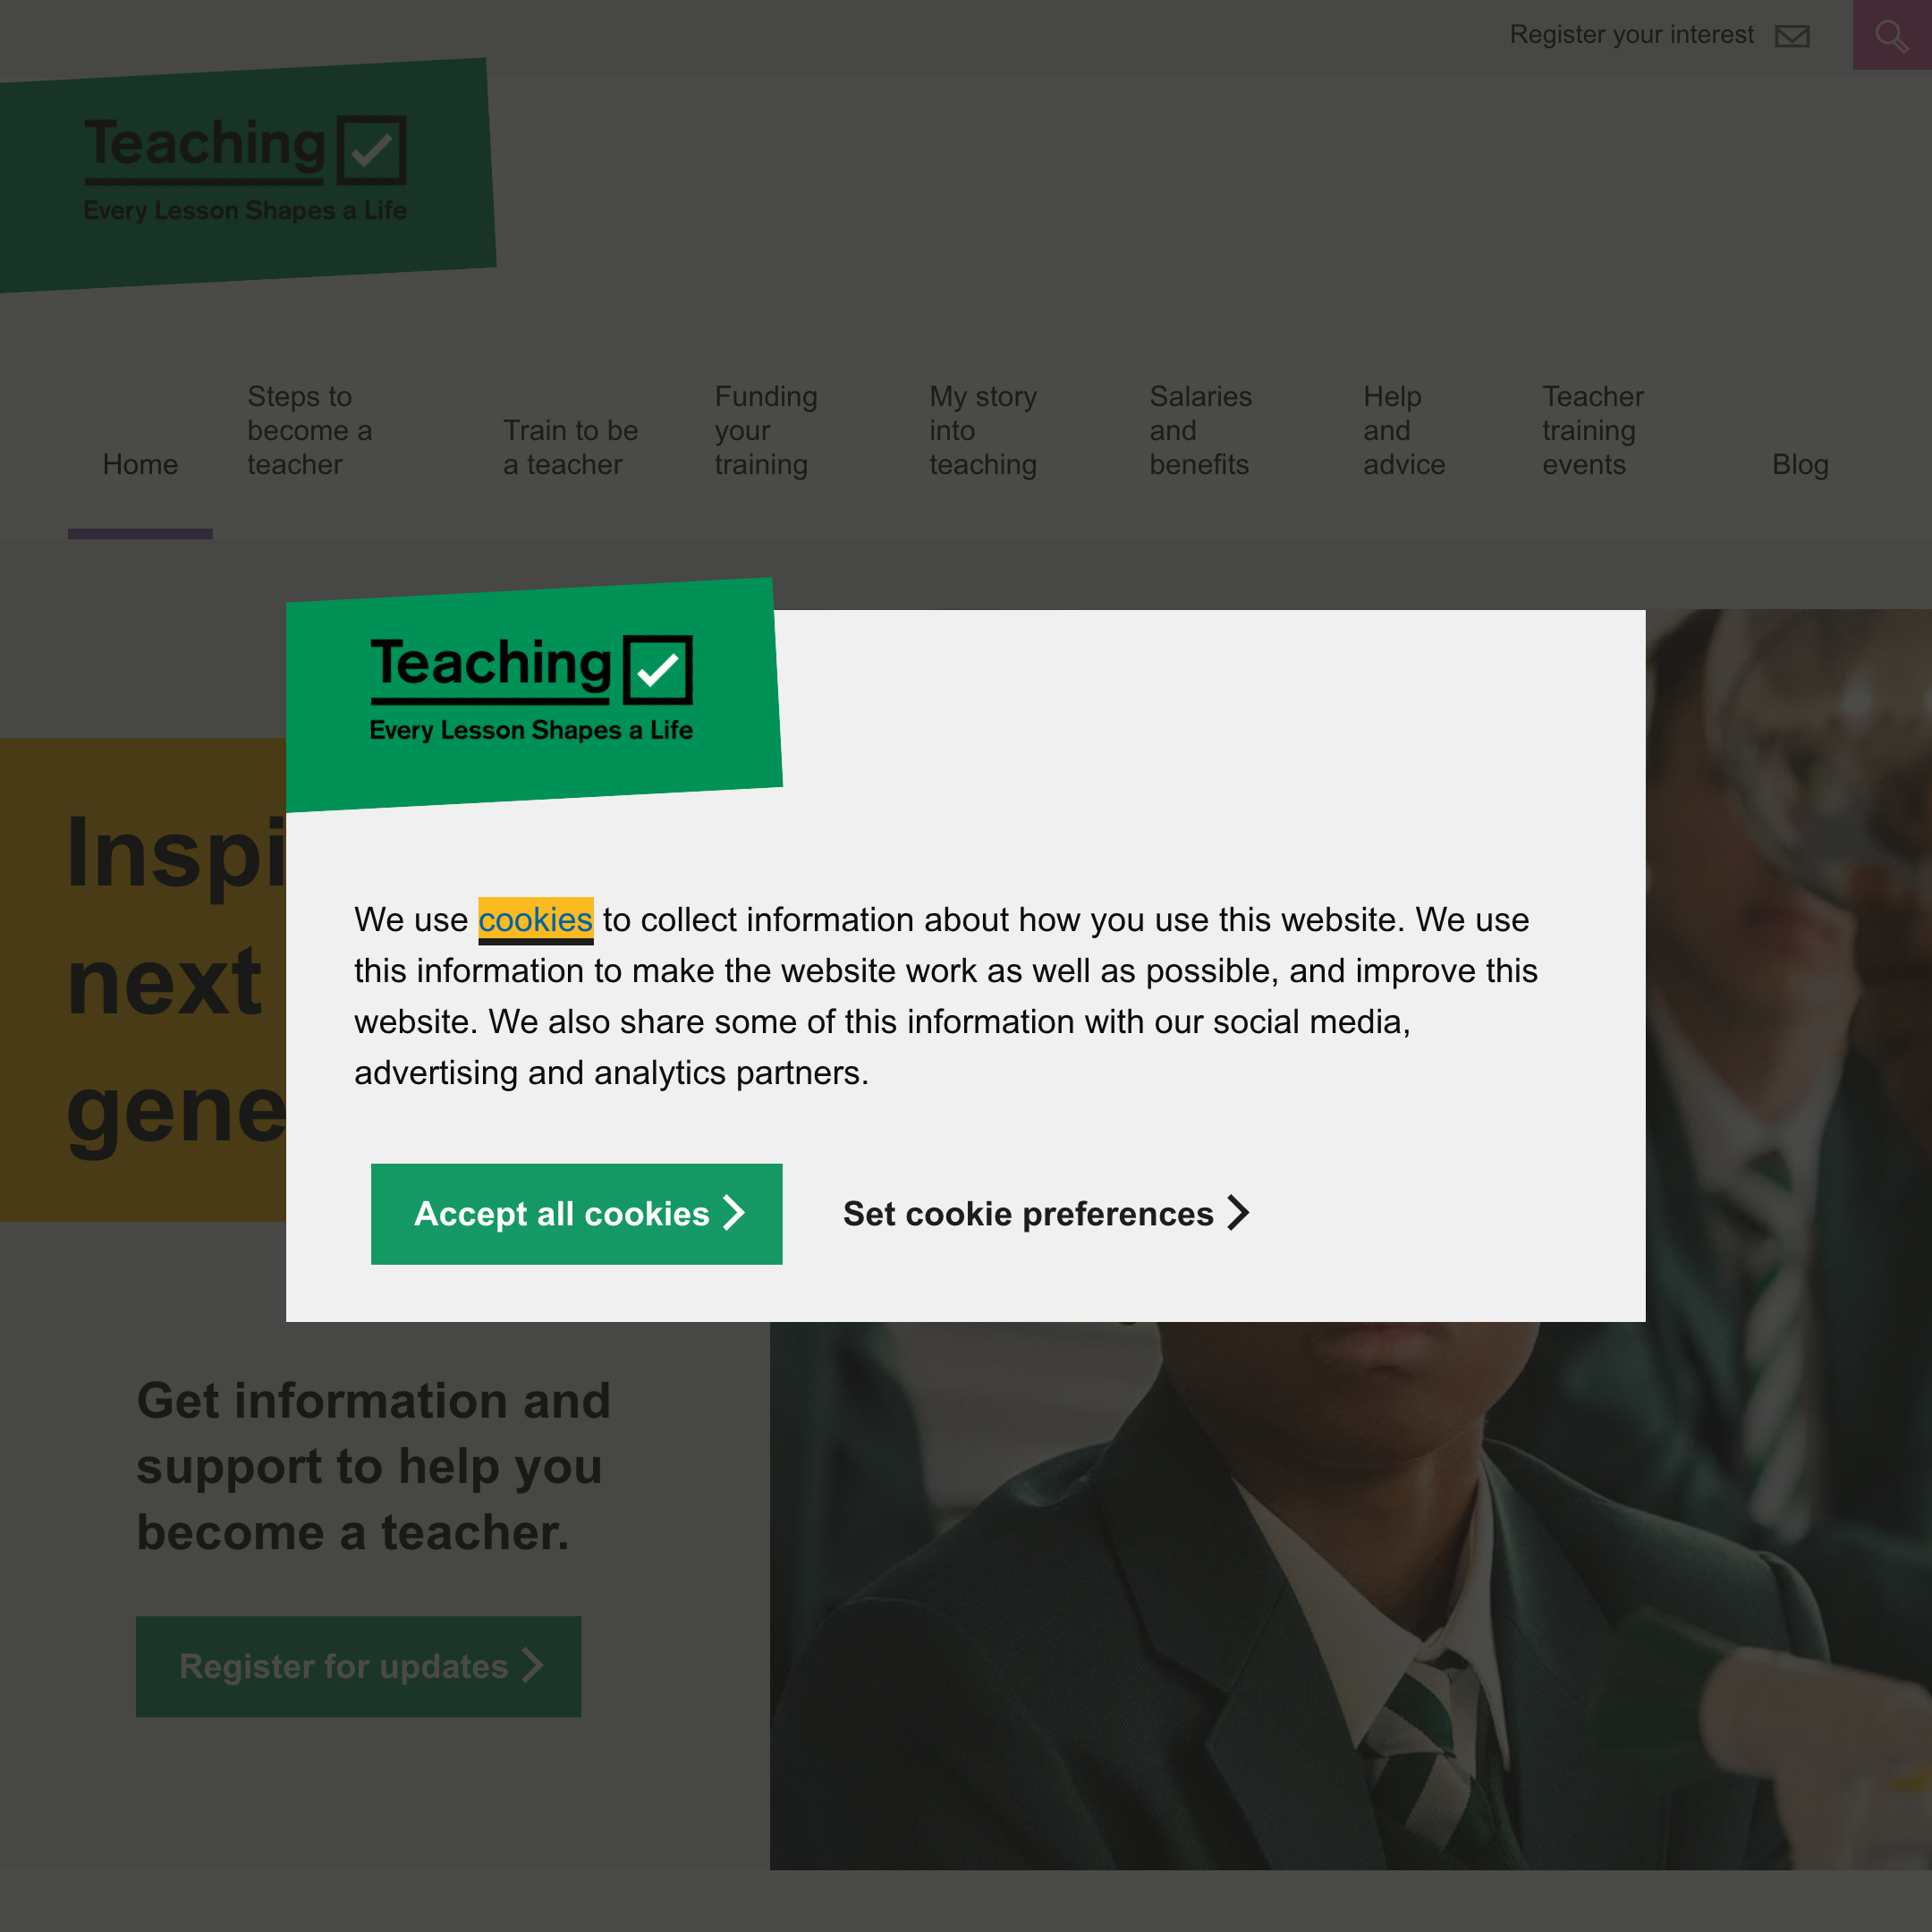 Register your interest
Teaching
Every Lesson Shapes a Life
Home
Steps to
become a
teacher
Train to be
a teacher
Funding
your
training
My story
into
teaching
Salaries
and
benefits
Help
and
advice
Teacher
training
events
Blog
Teaching
Every Lesson Shapes a Life
We use cookies to collect information about how you use this website. We use
this information to make the website work as well as possible, and improve this
website. We also share some of this information with our social media,
advertising and analytics partners.
Accept all cookies
Set cookie preferences
Inspi
next
gene
Get information and
support to help you
become a teacher.
Register for updates